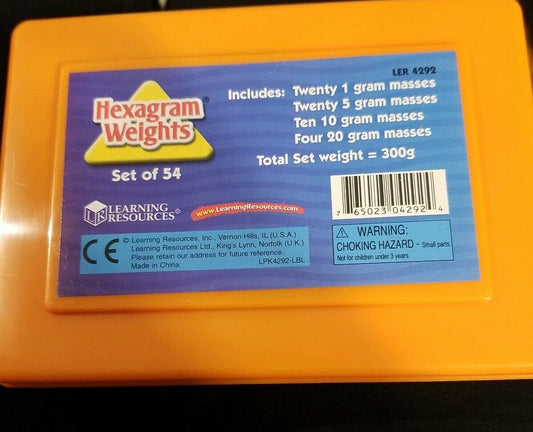 LER 4292
Hexagram®
Weights
Set of 54
Includes: Twenty 1 gram masses
Twenty 5 gram masses
Ten 10 gram masses
Four 20 gram masses
Total Set weight = 300g
LEARNING
RESOURCES®
www.LearningResources.com
7 65023 04292 4
CE
© Learning Resources, Inc., Vernon Hills, IL (U.S.A.)
Learning Resources Ltd., King's Lynn, Norfolk (U.K.)
Please retain our address for future reference.
Made in China.
LPK4292-LBL
WARNING:
CHOKING HAZARD - Small parts.
Not for children under 3 years.